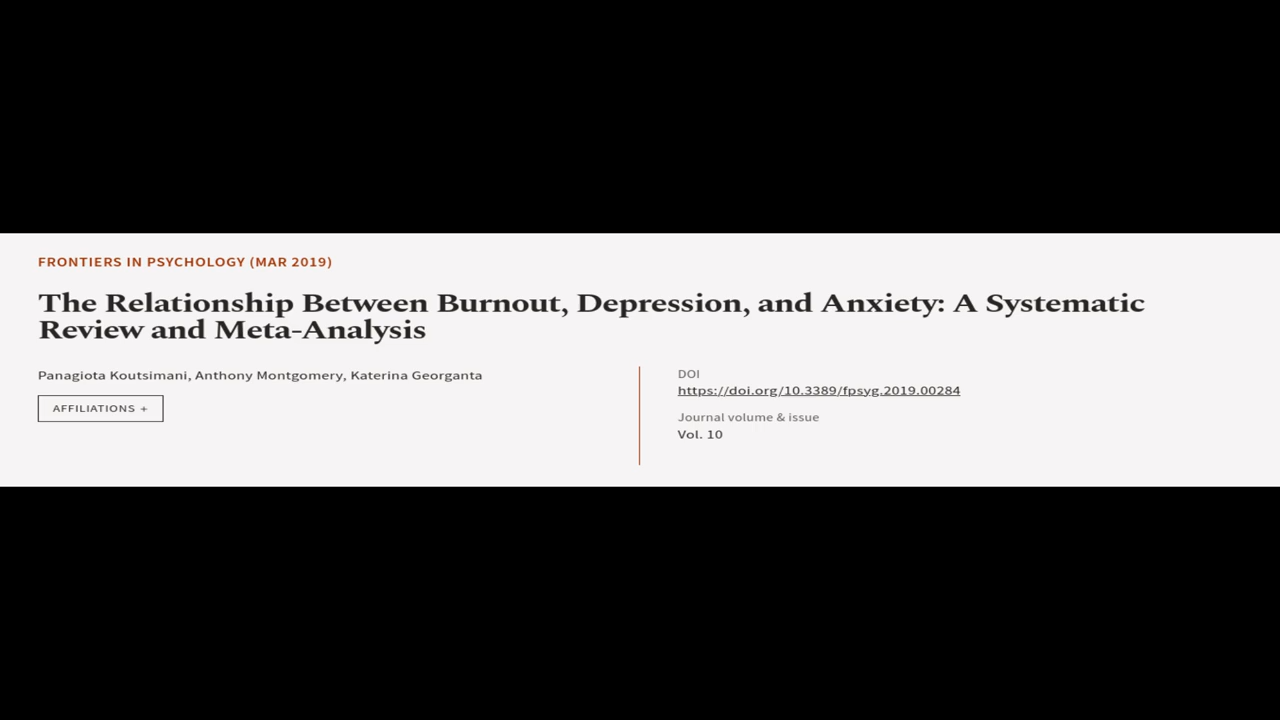 FRONTIERS IN PSYCHOLOGY (MAR 2019)
The Relationship Between Burnout, Depression, and Anxiety: A Systematic
Review and Meta-Analysis
Panagiota Koutsimani, Anthony Montgomery, Katerina Georganta
AFFILIATIONS +
DOI
https://doi.org/10.3389/fpsyg.2019.00284
Journal volume & issue
Vol. 10